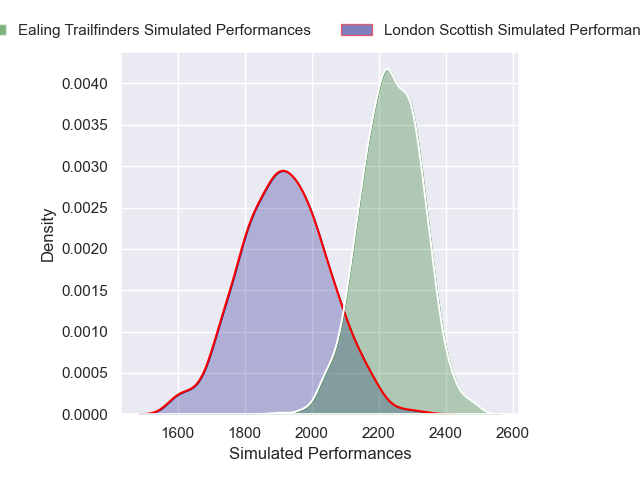 Ealing Trailfinders Simulated Performances London Scottish Simulated Performan
0.0040
0.0035
0.0030
0.0025
0.0020
0.0015
0.0010
0.0005
0.0000
Density
1600 1800 2000 2200 2400 2600
Simulated Performances